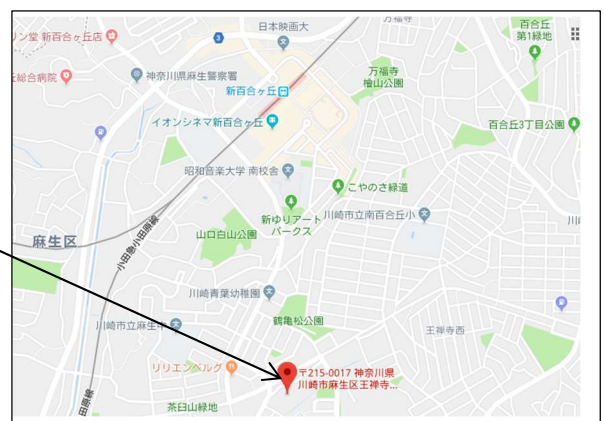 万福寺
日本映画大
百合丘
第1緑地
リン堂 新百合ヶ丘店
3
丘総合病院
神奈川県麻生警察署
万福寺
檜山公園
新百合ヶ丘
イオンシネマ新百合ヶ丘
百合丘3丁目公園
昭和音楽大学 南校舎
こやのさ緑道
新ゆりアート
パークス
川崎市立南百合丘小
川崎
麻生区
山口白山公園
小田急小田原線
川崎青葉幼稚園
鶴亀松公園
川崎市立麻生中
王禅寺西
リリエンベルグ
〒215-0017 神奈川県
川崎市麻生区王禅寺...
茶臼山緑地
田原線